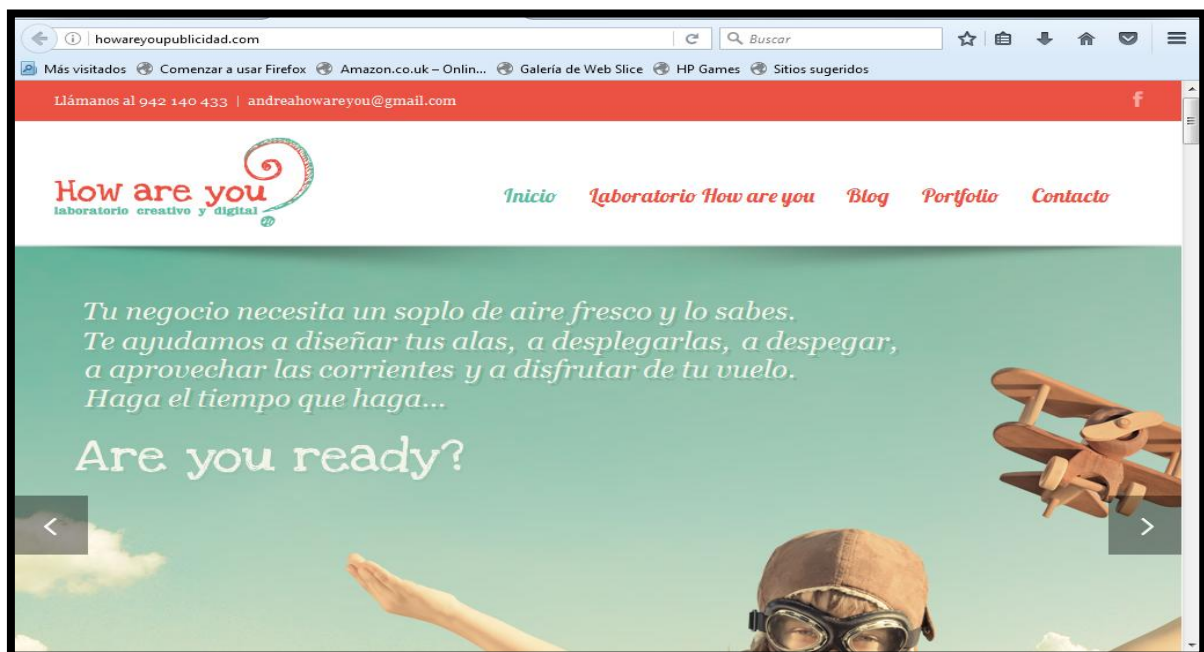 howareyoupublicidad.com
Buscar
Más visitados Comenzar a usar Firefox Amazon.co.uk – Onlin... Galería de Web Slice HP Games Sitios sugeridos
Llámanos al 942 140 433 | andreahowareyou@gmail.com
f
How are you
laboratorio creativo y digital
Inicio Laboratorio How are you Blog Portfolio Contacto
Tu negocio necesita un soplo de aire fresco y lo sabes.
Te ayudamos a diseñar tus alas, a desplegarlas, a despegar,
a aprovechar las corrientes y a disfrutar de tu vuelo.
Haga el tiempo que haga...
Are you ready?